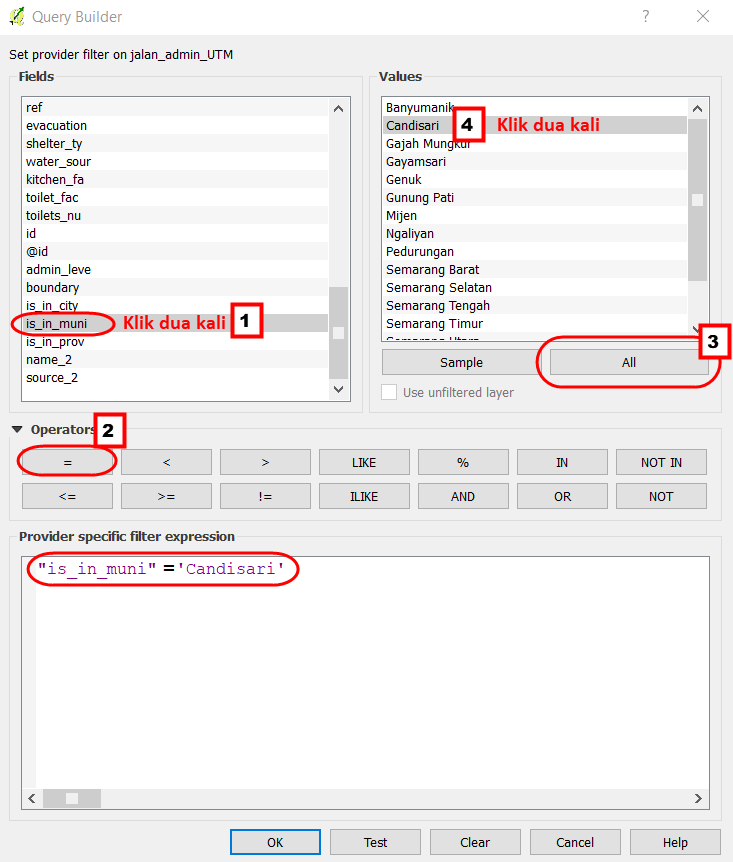 Query Builder
Set provider filter on jalan_admin_UTM
Fields
ref
evacuation
shelter_ty
water_sour
kitchen_fa
toilet_fac
toilets_nu
id
@id
admin_leve
boundary
is_in_city
is_in_muni Klik dua kali 1
is_in_prov
name_2
source_2
Values
Banyumanik
Candisari 4 Klik dua kali
Gajah Mungkur
Gayamsari
Genuk
Gunung Pati
Mijen
Ngaliyan
Pedurungan
Semarang Barat
Semarang Selatan
Semarang Tengah
Semarang Timur
Semarang Utara
3
Sample All
Use unfiltered layer
Operators 2
= < > LIKE % IN NOT IN
<= >= != ILIKE AND OR NOT
Provider specific filter expression
"is_in_muni" ='Candisari'
OK Test Clear Cancel Help